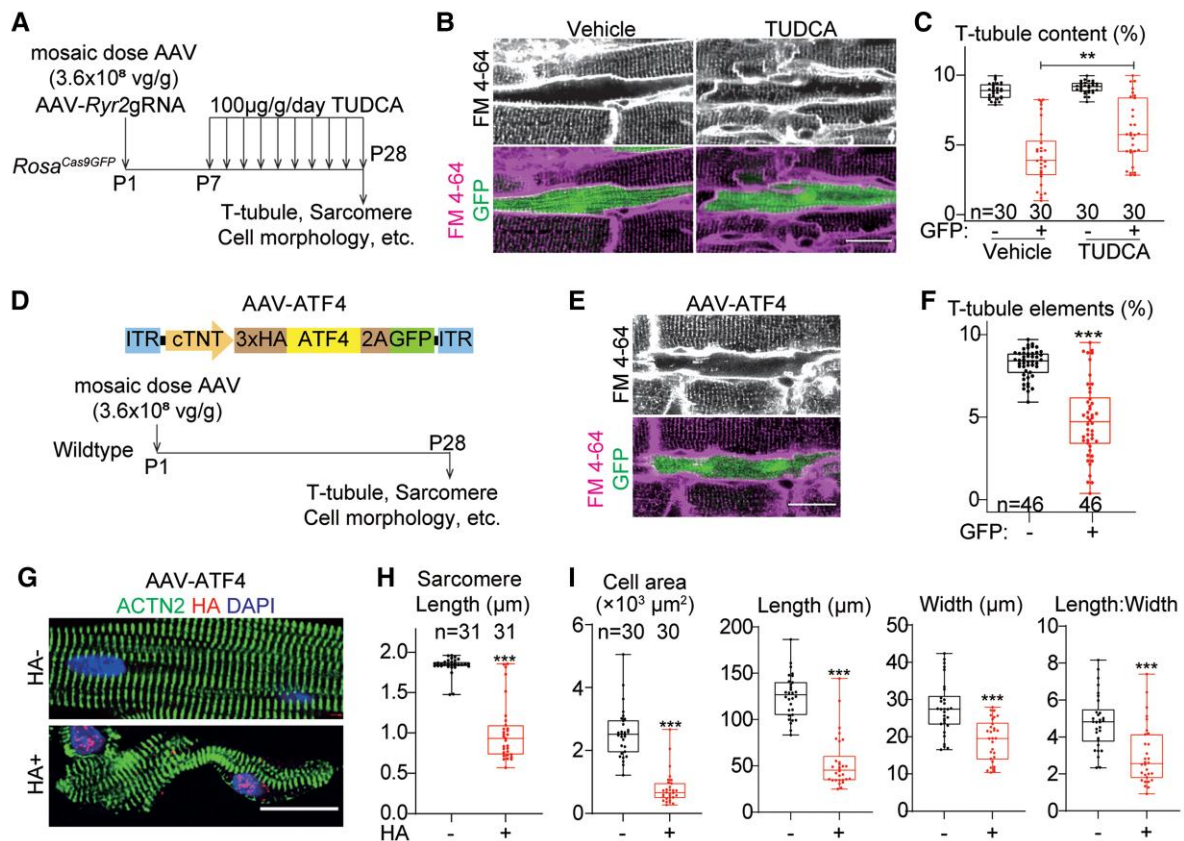 A
mosaic dose AAV
(3.6x10⁸ vg/g)
AAV-Ryr2gRNA
100µg/g/day TUDCA
Rosa^Cas9GFP
P1
P7
P28
T-tubule, Sarcomere
Cell morphology, etc.
B
Vehicle
TUDCA
FM 4-64
FM 4-64
GFP
C
T-tubule content (%)
**
10
5
0
n=30 30 30 30
GFP: - + - +
Vehicle TUDCA
D
AAV-ATF4
ITR cTNT 3xHA ATF4 2A GFP ITR
mosaic dose AAV
(3.6x10⁸ vg/g)
Wildtype
P1
P28
T-tubule, Sarcomere
Cell morphology, etc.
E
AAV-ATF4
FM 4-64
FM 4-64
GFP
F
T-tubule elements (%)
***
10
5
0
n=46 46
GFP: - +
G
AAV-ATF4
ACTN2 HA DAPI
HA-
HA+
H
Sarcomere
Length (µm)
n=31 31
***
2.0
1.5
1.0
0.5
0.0
HA - +
I
Cell area
(×10³ µm²)
n=30 30
***
6
4
2
0
- +
Length (µm)
***
200
150
100
50
0
- +
Width (µm)
***
50
40
30
20
10
0
- +
Length:Width
***
8
6
4
2
0
- +